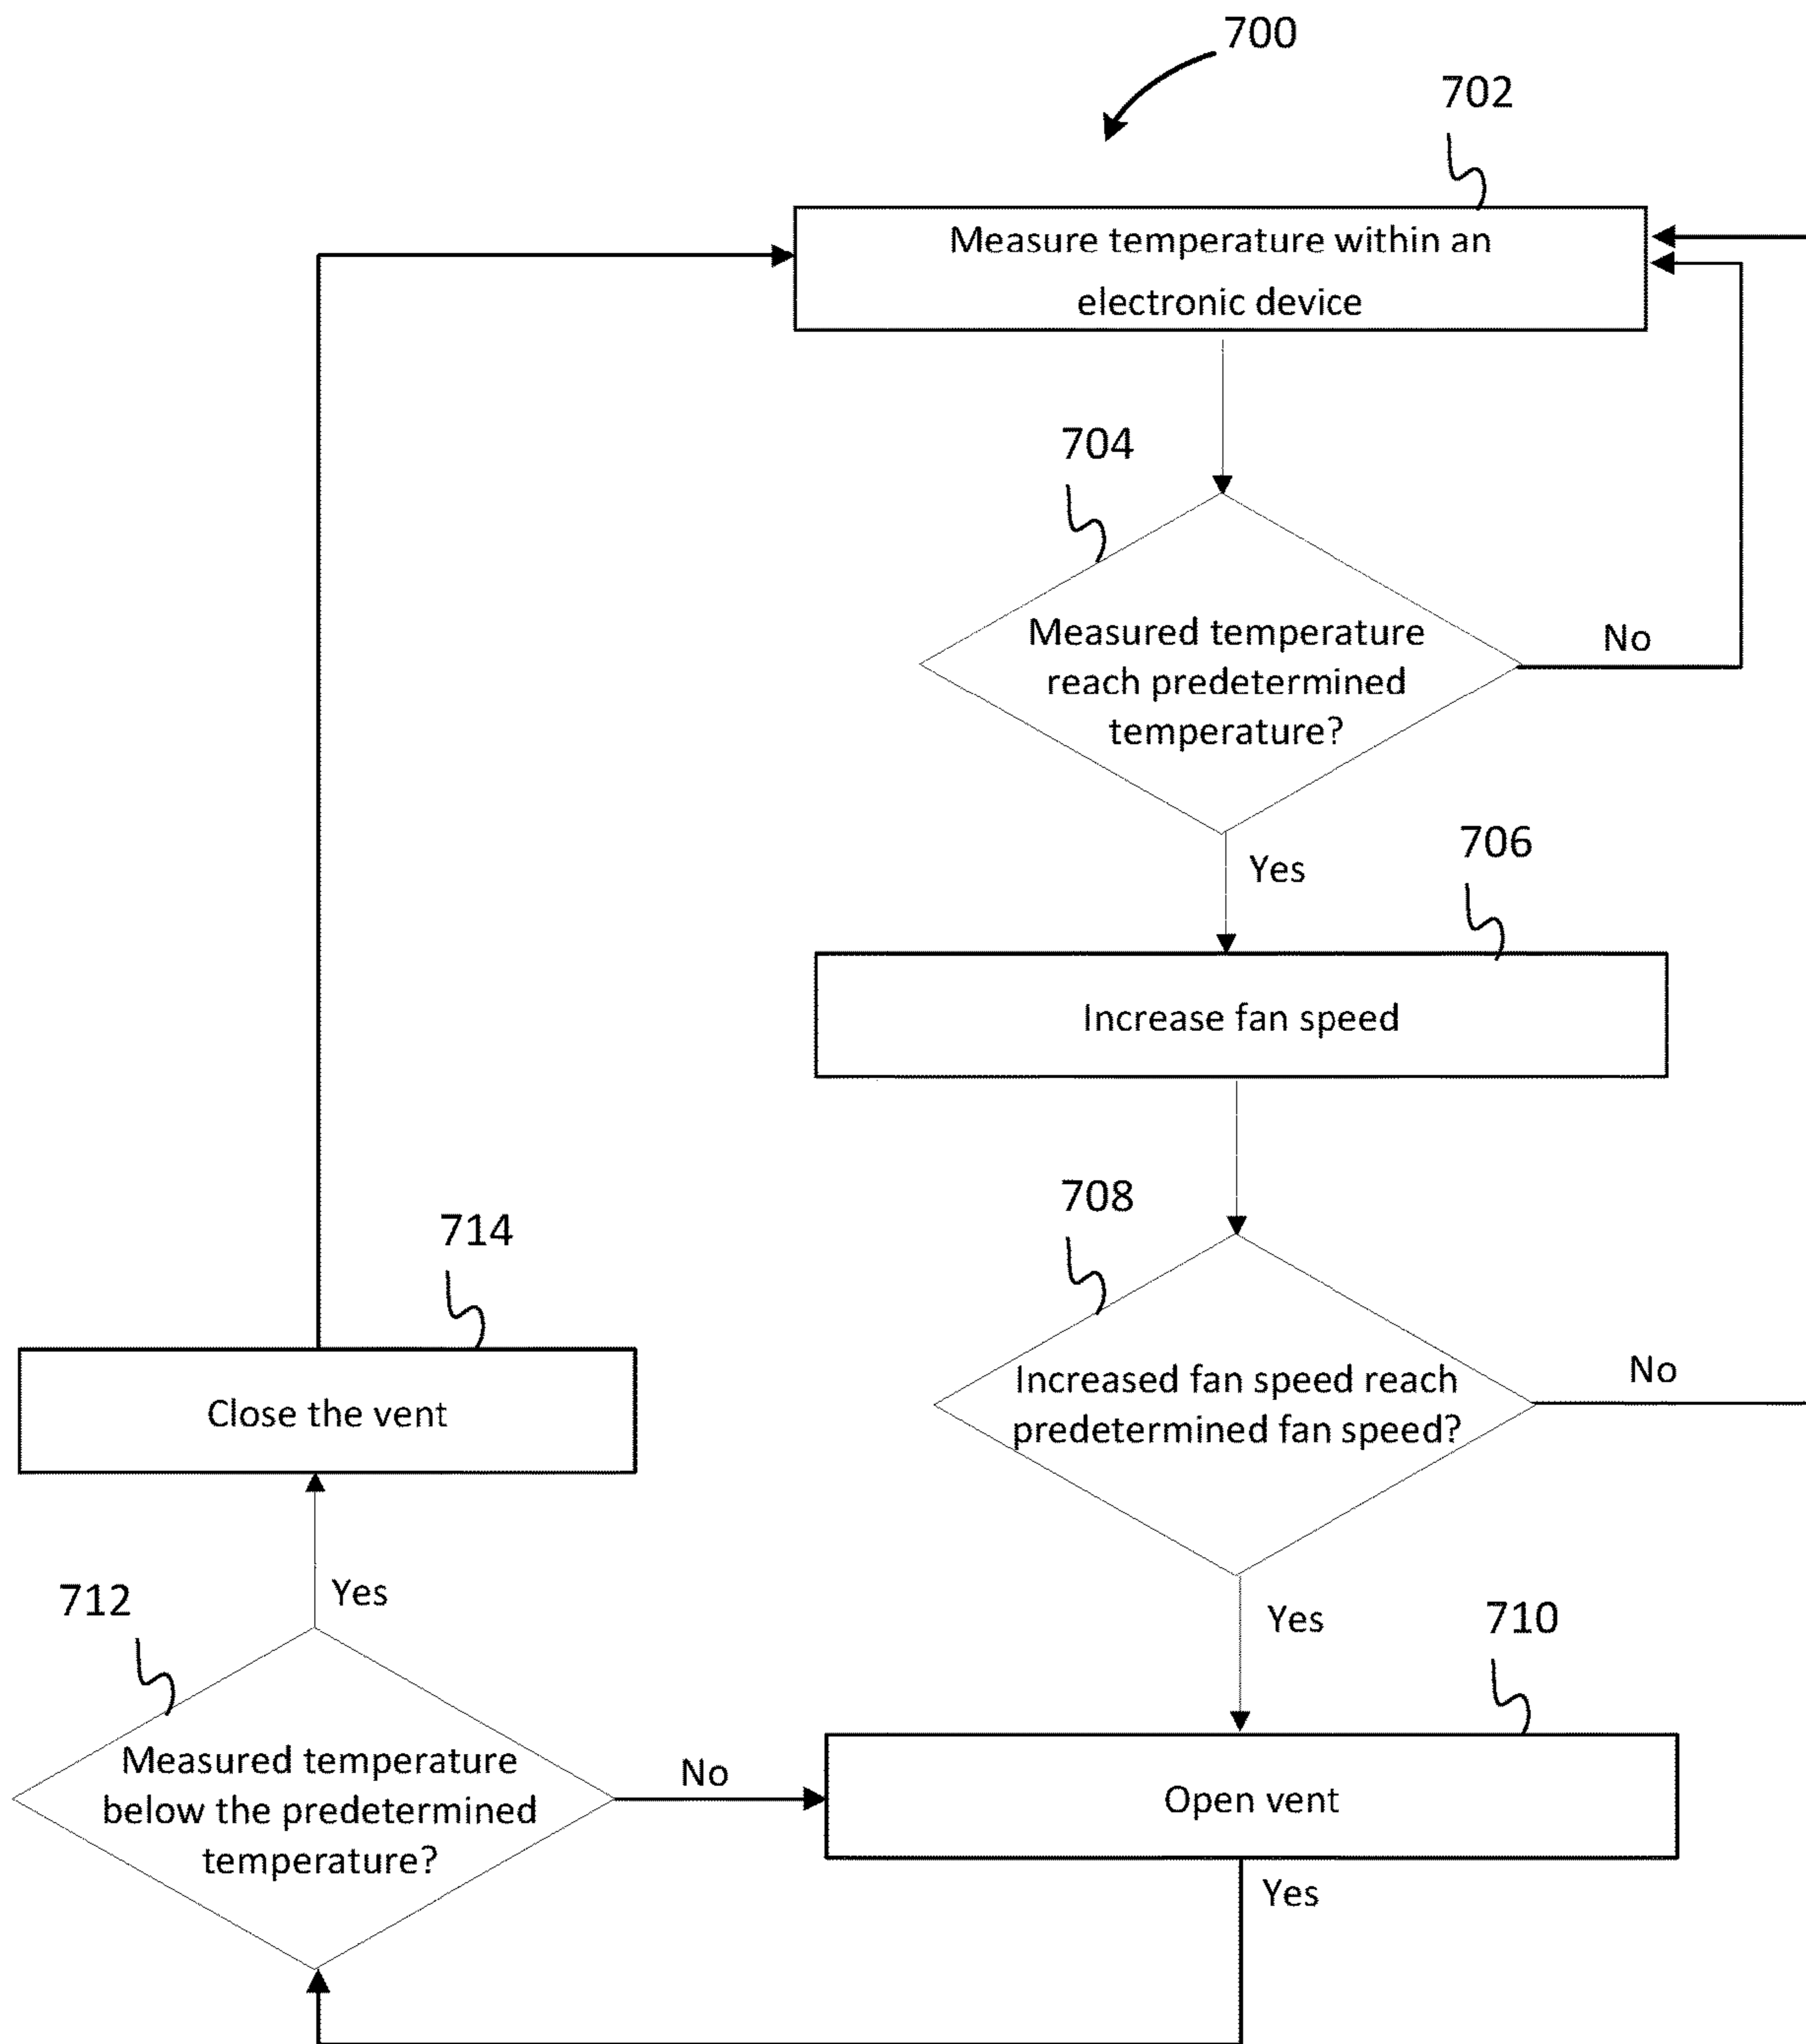 700
702
Measure temperature within an
electronic device
704
Measured temperature
reach predetermined
temperature?
No
Yes
706
Increase fan speed
708
Increased fan speed reach
predetermined fan speed?
No
Yes
710
Open vent
Yes
712
Measured temperature
below the predetermined
temperature?
No
Yes
714
Close the vent